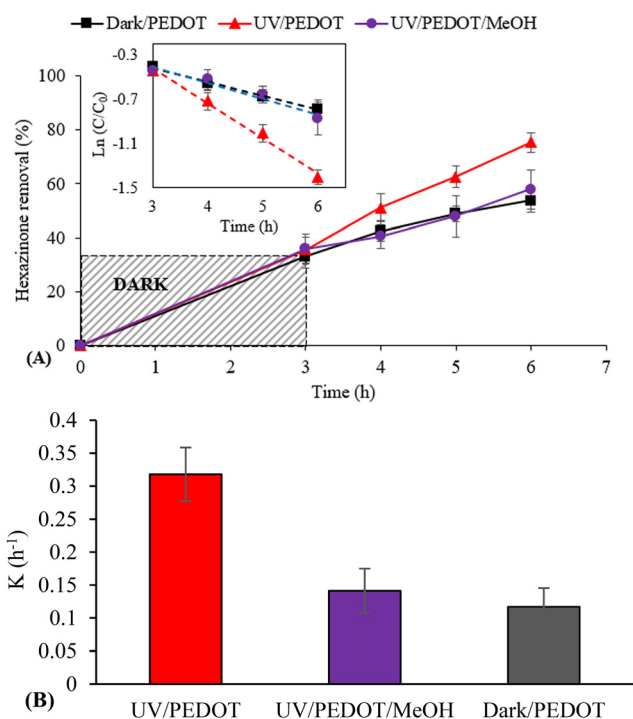 Dark/PEDOT UV/PEDOT UV/PEDOT/MeOH
-0.3
-0.7
-1.1
-1.5
Ln (C/C₀)
3 4 5 6
Time (h)
100
80
60
40
20
0
Hexazinone removal (%)
DARK
(A)
0 1 2 3 4 5 6 7
Time (h)
0.4
0.35
0.3
0.25
0.2
0.15
0.1
0.05
0
K (h⁻¹)
(B)
UV/PEDOT UV/PEDOT/MeOH Dark/PEDOT